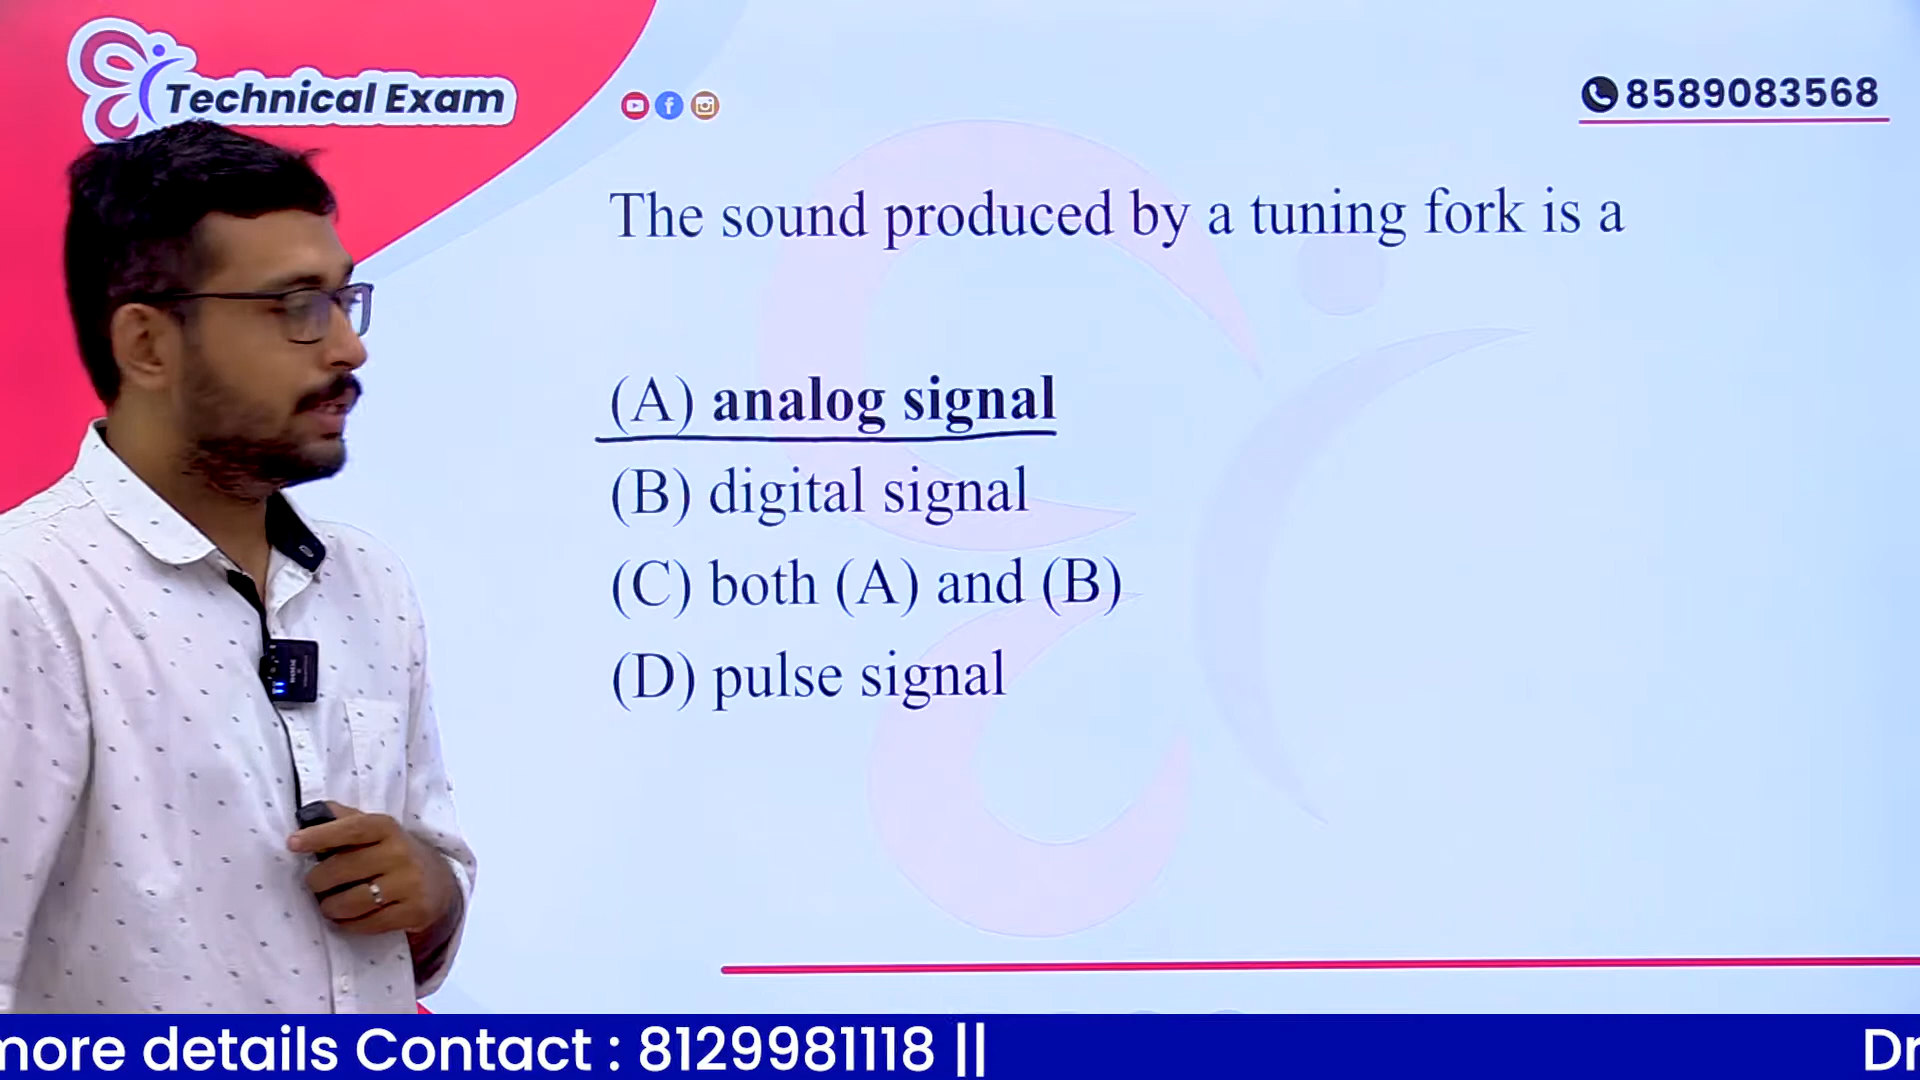 Technical Exam
8589083568
The sound produced by a tuning fork is a
(A) analog signal
(B) digital signal
(C) both (A) and (B)
(D) pulse signal
more details Contact : 8129981118 || Dr